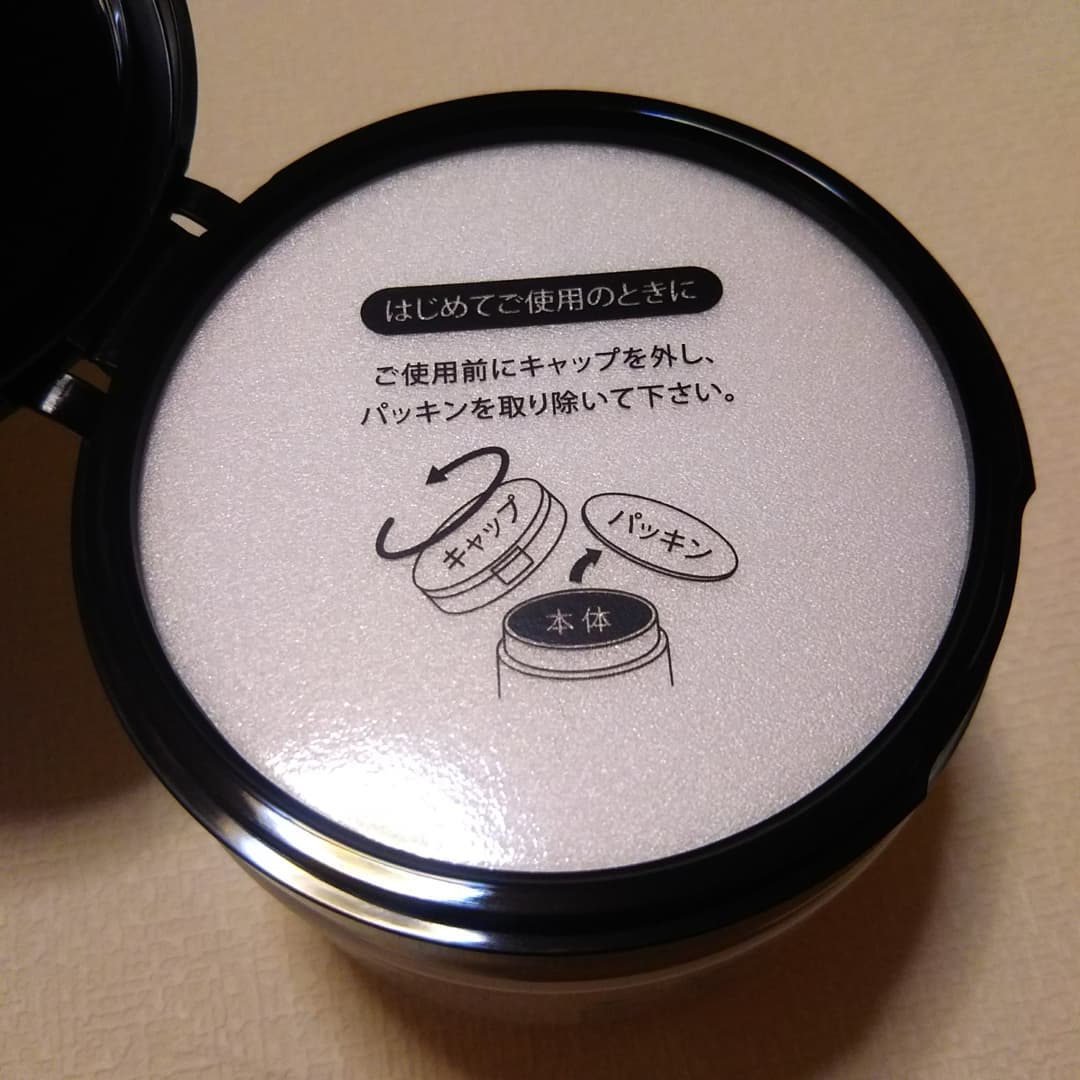 はじめてご使用のときに
ご使用前にキャップを外し、
パッキンを取り除いて下さい。
キャップ
パッキン
本体